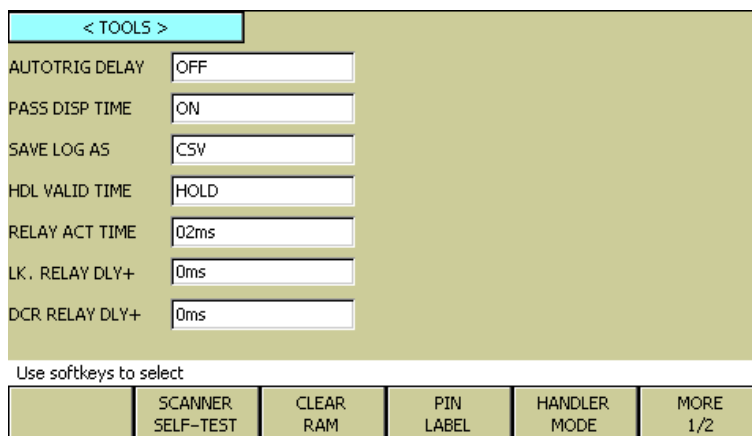 < TOOLS >
AUTOTRIG DELAY OFF
PASS DISP TIME ON
SAVE LOG AS CSV
HDL VALID TIME HOLD
RELAY ACT TIME 02ms
LK. RELAY DLY+ 0ms
DCR RELAY DLY+ 0ms
Use softkeys to select
SCANNER SELF-TEST
CLEAR RAM
PIN LABEL
HANDLER MODE
MORE 1/2